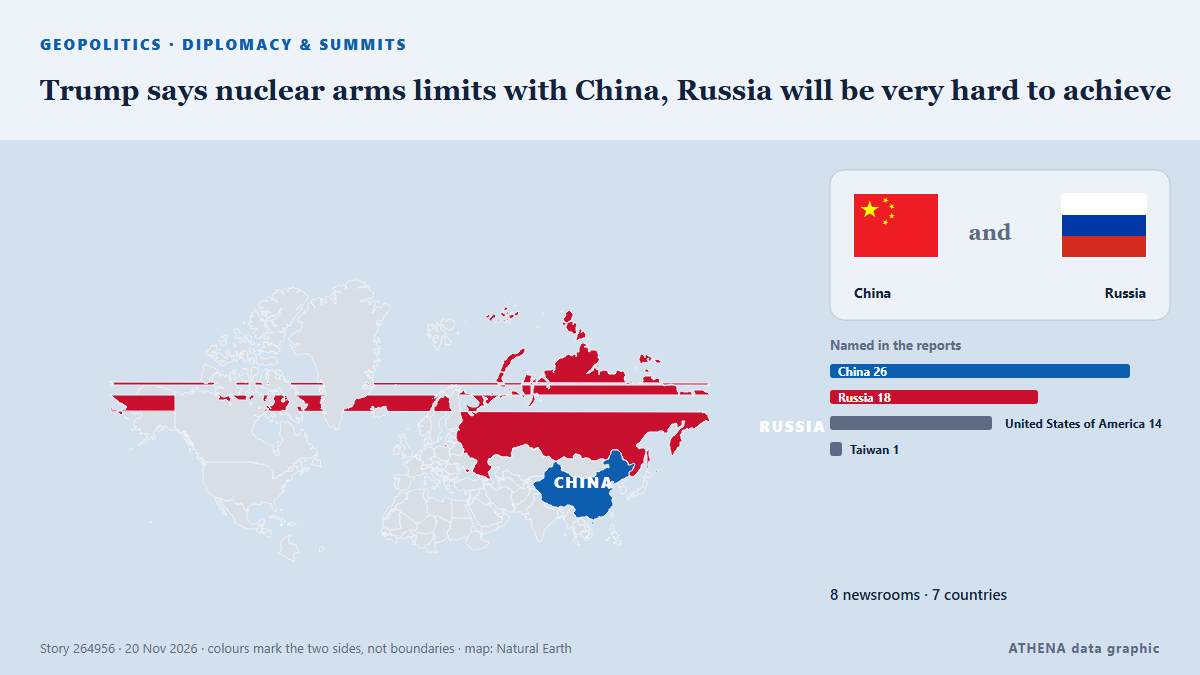 GEOPOLITICS · DIPLOMACY & SUMMITS
Trump says nuclear arms limits with China, Russia will be very hard to achieve
and
China
Russia
Named in the reports
China 26
Russia 18
United States of America 14
Taiwan 1
RUSSIA
CHINA
8 newsrooms · 7 countries
Story 264956 · 20 Nov 2026 · colours mark the two sides, not boundaries · map: Natural Earth
ATHENA data graphic